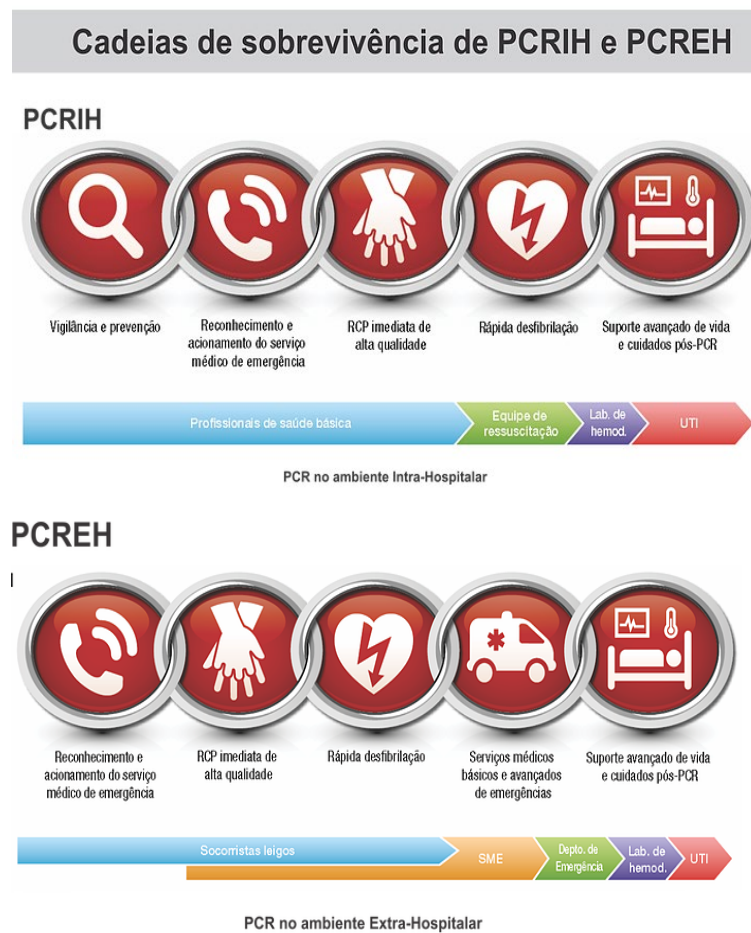 Cadeias de sobrevivência de PCRIH e PCREH
PCRIH
Vigilância e prevenção
Reconhecimento e
acionamento do serviço
médico de emergência
RCP imediata de
alta qualidade
Rápida desfibrilação
Suporte avançado de vida
e cuidados pós-PCR
Profissionais de saúde básica
Equipe de
ressuscitação
Lab. de
hemod.
UTI
PCR no ambiente Intra-Hospitalar
PCREH
Reconhecimento e
acionamento do serviço
médico de emergência
RCP imediata de
alta qualidade
Rápida desfibrilação
Serviços médicos
básicos e avançados
de emergências
Suporte avançado de vida
e cuidados pós-PCR
Socorristas leigos
SME
Depto. de
Emergência
Lab. de
hemod.
UTI
PCR no ambiente Extra-Hospitalar